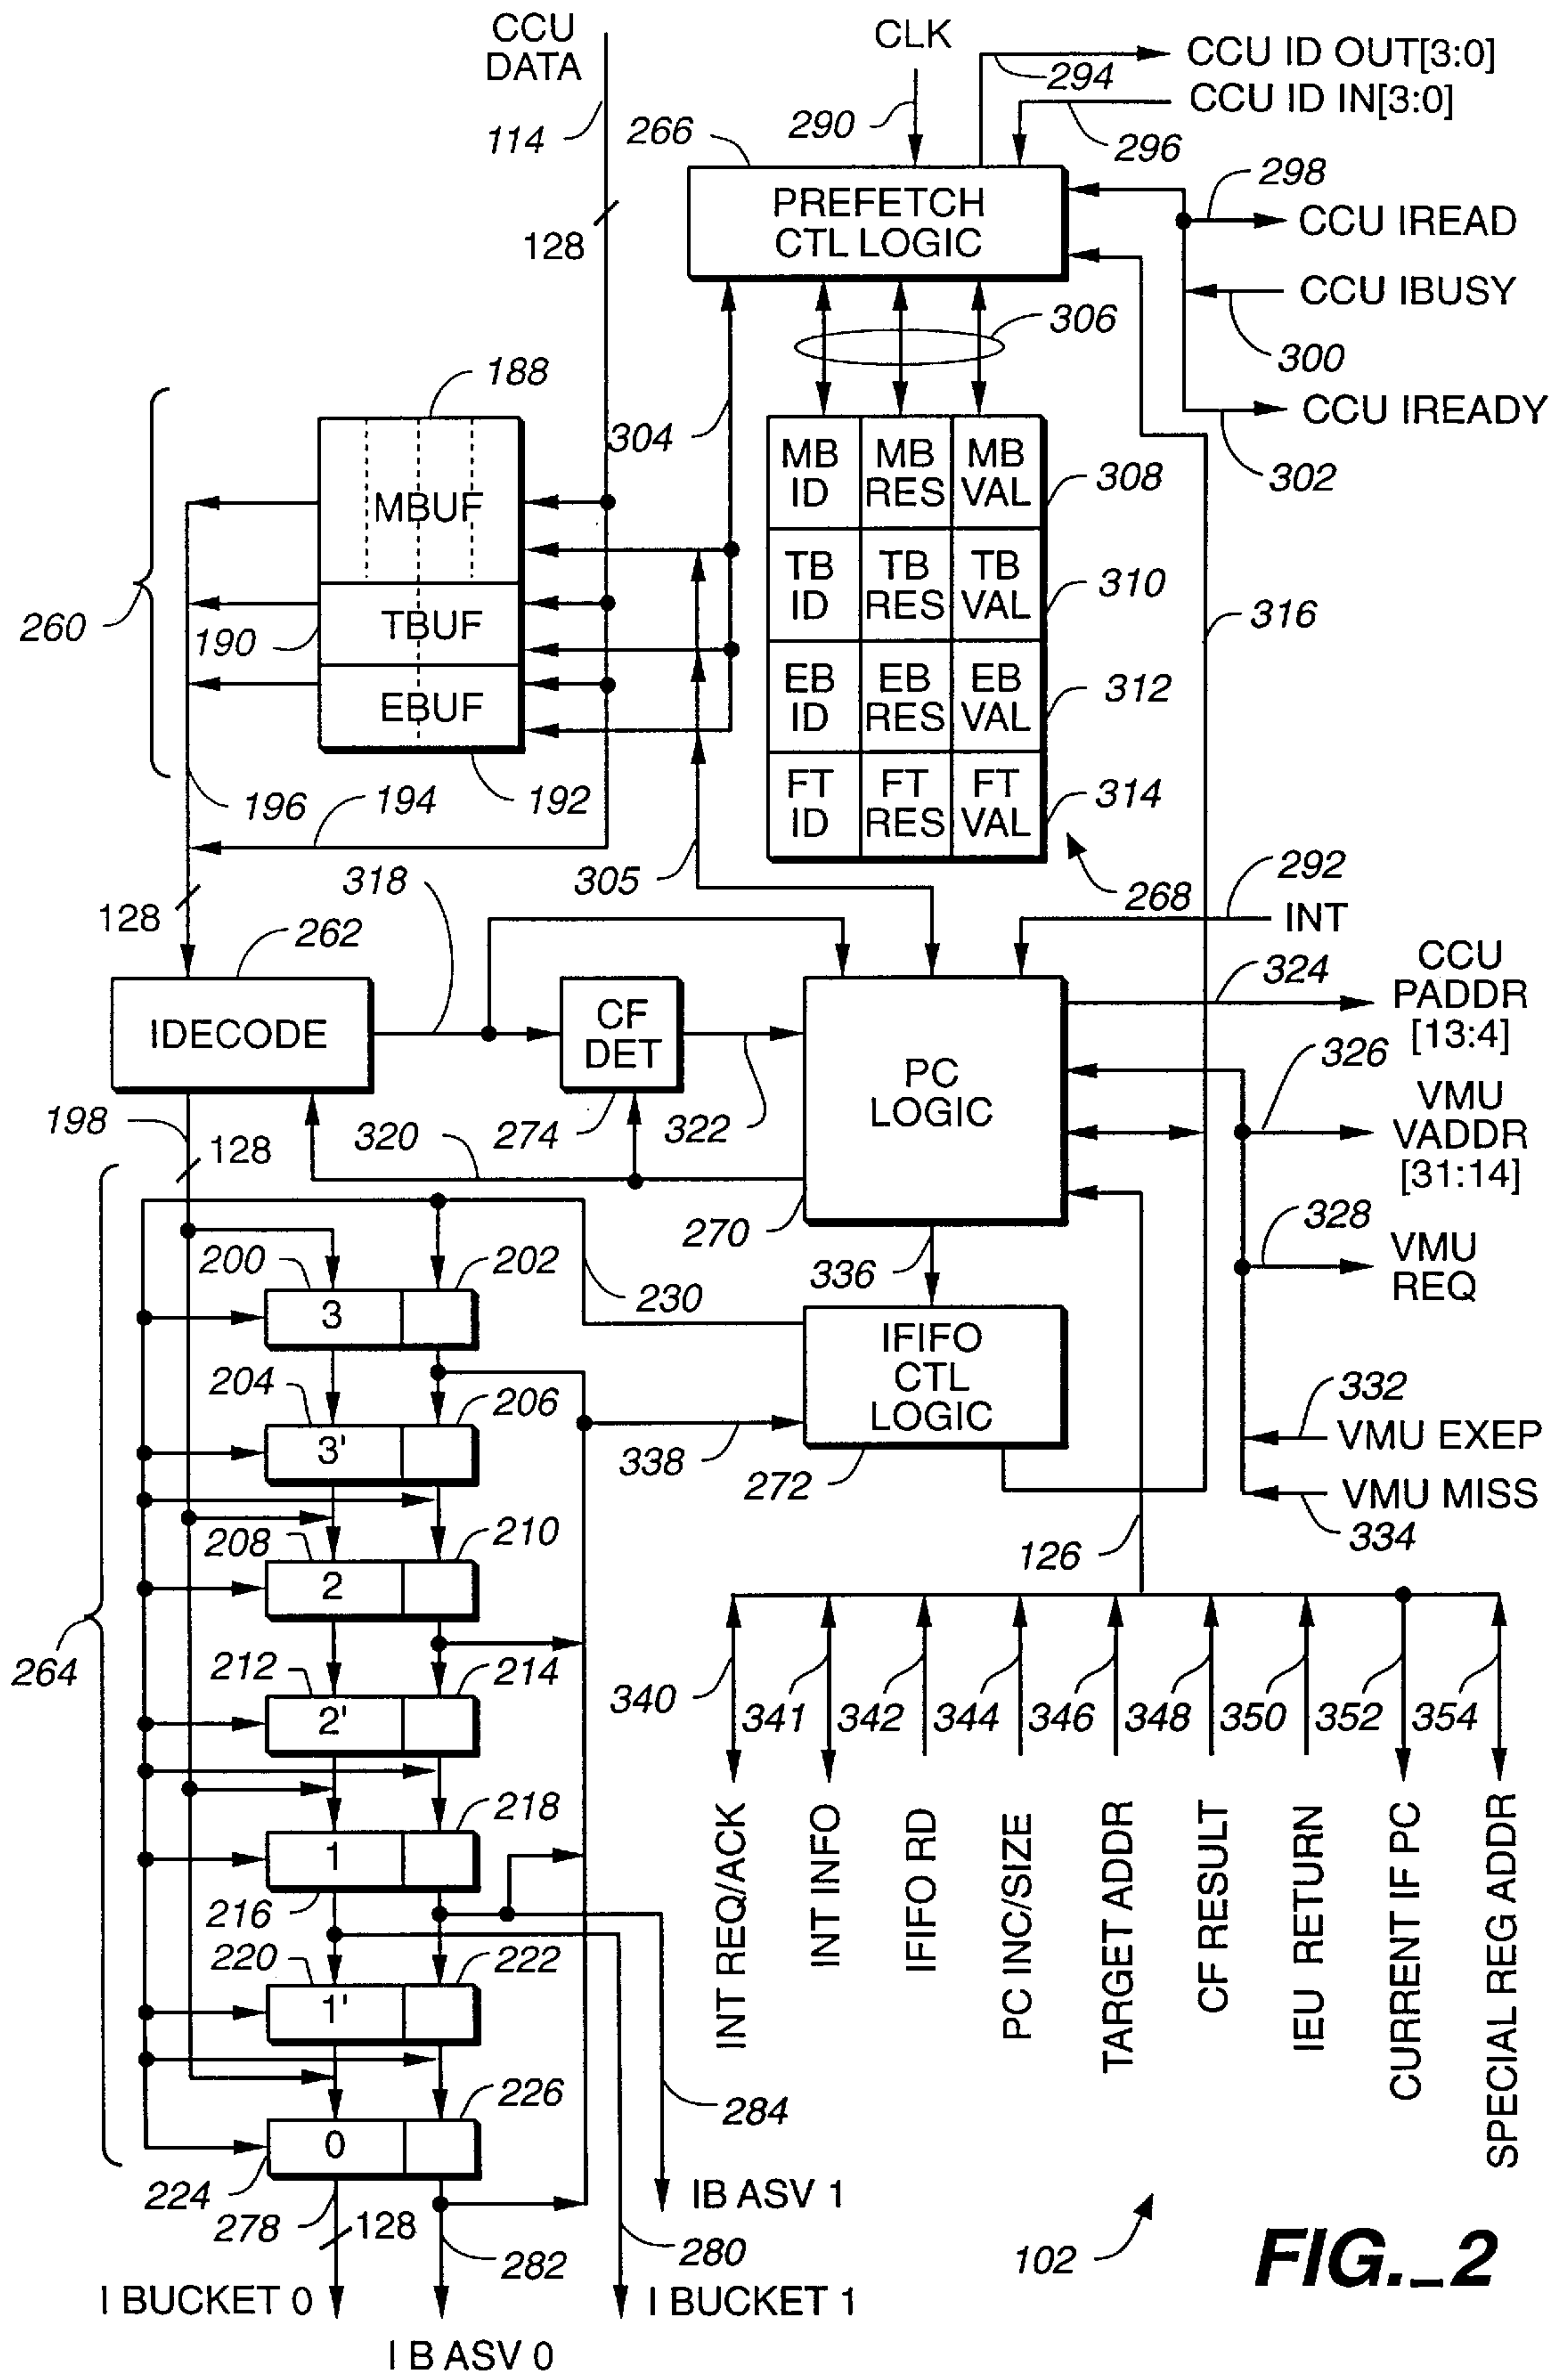 CCU
DATA
CLK
CCU ID OUT[3:0]
294
CCU ID IN[3:0]
114
266
290
296
298
PREFETCH
CTL LOGIC
CCU IREAD
128
CCU IBUSY
306
300
188
304
CCU IREADY
302
MBUF
MB
ID
MB
RES
MB
VAL
308
TB
ID
TB
RES
TB
VAL
310
316
260
190
TBUF
EBUF
EB
ID
EB
RES
EB
VAL
312
196
194
192
FT
ID
FT
RES
FT
VAL
314
318
305
268
292
INT
128
262
324
CCU
PADDR
[13:4]
IDECODE
CF
DET
PC
LOGIC
326
VMU
VADDR
[31:14]
198
128
320
274
322
270
328
VMU
REQ
200
202
336
230
3
IFIFO
CTL
LOGIC
204
206
332
VMU EXEP
3'
338
272
VMU MISS
334
208
210
126
2
264
212
214
340
341
342
344
346
348
350
352
354
2'
218
1
216
INT REQ/ACK
INT INFO
IFIFO RD
PC INC/SIZE
TARGET ADDR
CF RESULT
IEU RETURN
CURRENT IF PC
SPECIAL REG ADDR
220
222
1'
226
284
0
224
IB ASV 1
278
128
282
280
102
FIG._2
I BUCKET 0
I BUCKET 1
I B ASV 0